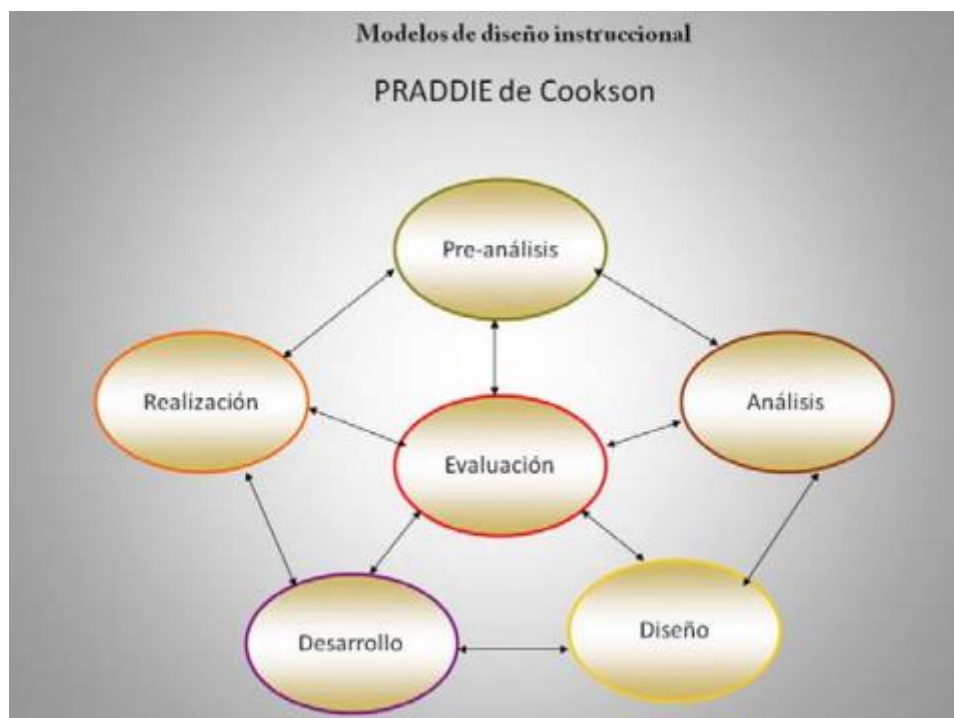 Modelos de diseño instruccional
PRADDIE de Cookson
Pre-análisis
Realización
Análisis
Evaluación
Desarrollo
Diseño